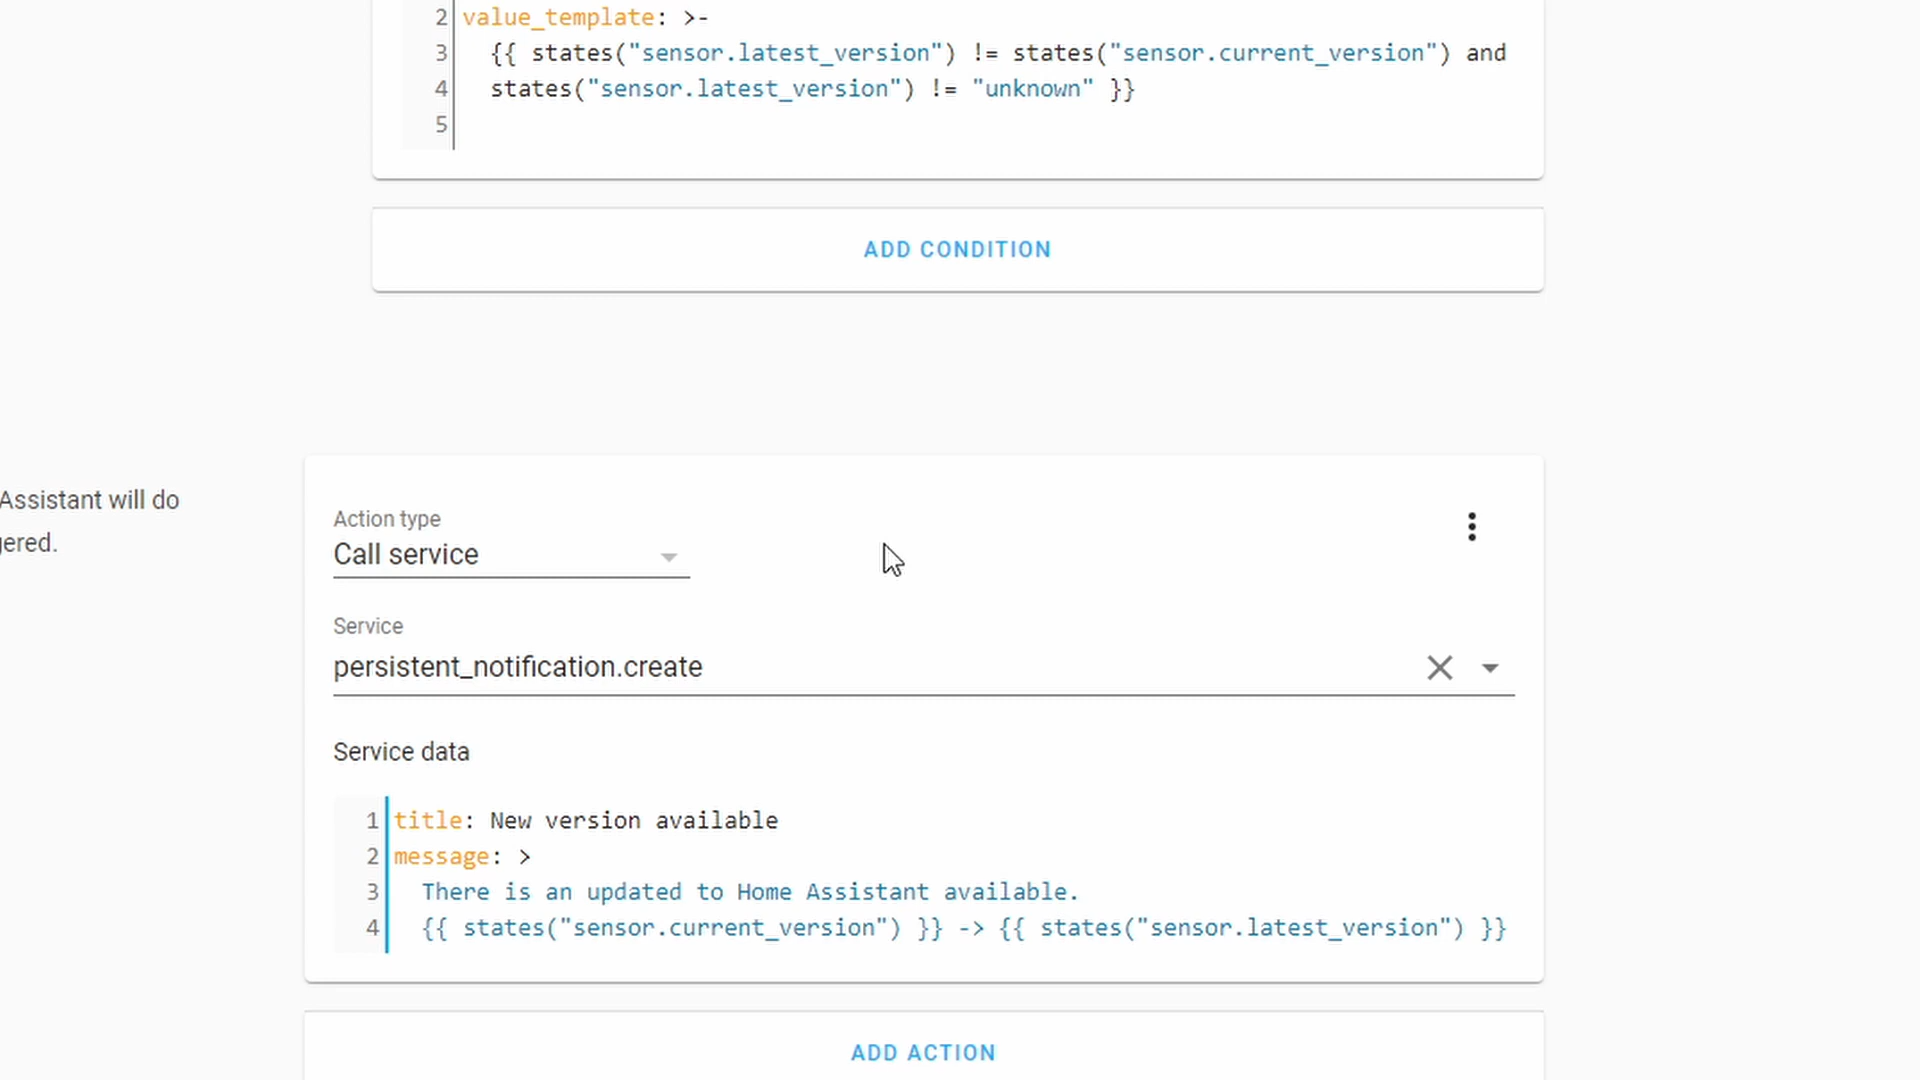 2 value_template: >-
3 {{ states("sensor.latest_version") != states("sensor.current_version") and
4 states("sensor.latest_version") != "unknown" }}
5
ADD CONDITION
Assistant will do
gered.
Action type
Call service
Service
persistent_notification.create
Service data
1 title: New version available
2 message: >
3 There is an updated to Home Assistant available.
4 {{ states("sensor.current_version") }} -> {{ states("sensor.latest_version") }}
ADD ACTION